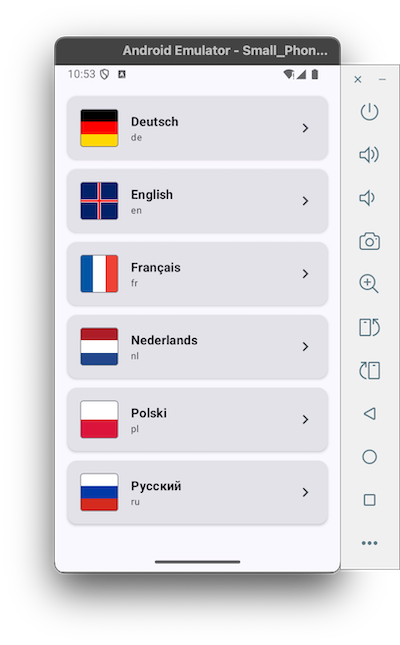 Android Emulator - Small_Phon...
10:53
Deutsch
de
English
en
Français
fr
Nederlands
nl
Polski
pl
Русский
ru